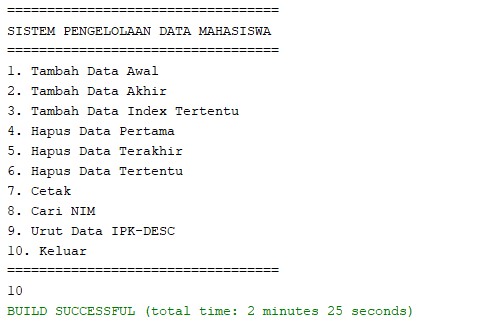 ==================================
SISTEM PENGELOLAAN DATA MAHASISWA
==================================
1. Tambah Data Awal
2. Tambah Data Akhir
3. Tambah Data Index Tertentu
4. Hapus Data Pertama
5. Hapus Data Terakhir
6. Hapus Data Tertentu
7. Cetak
8. Cari NIM
9. Urut Data IPK-DESC
10. Keluar
==================================
10
BUILD SUCCESSFUL (total time: 2 minutes 25 seconds)